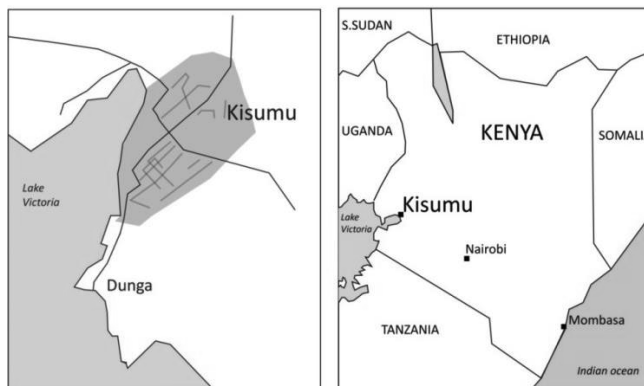 Kisumu
Lake
Victoria
Dunga
S.SUDAN
ETHIOPIA
UGANDA
KENYA
SOMALI
Kisumu
Lake
Victoria
Nairobi
TANZANIA
Mombasa
Indian ocean